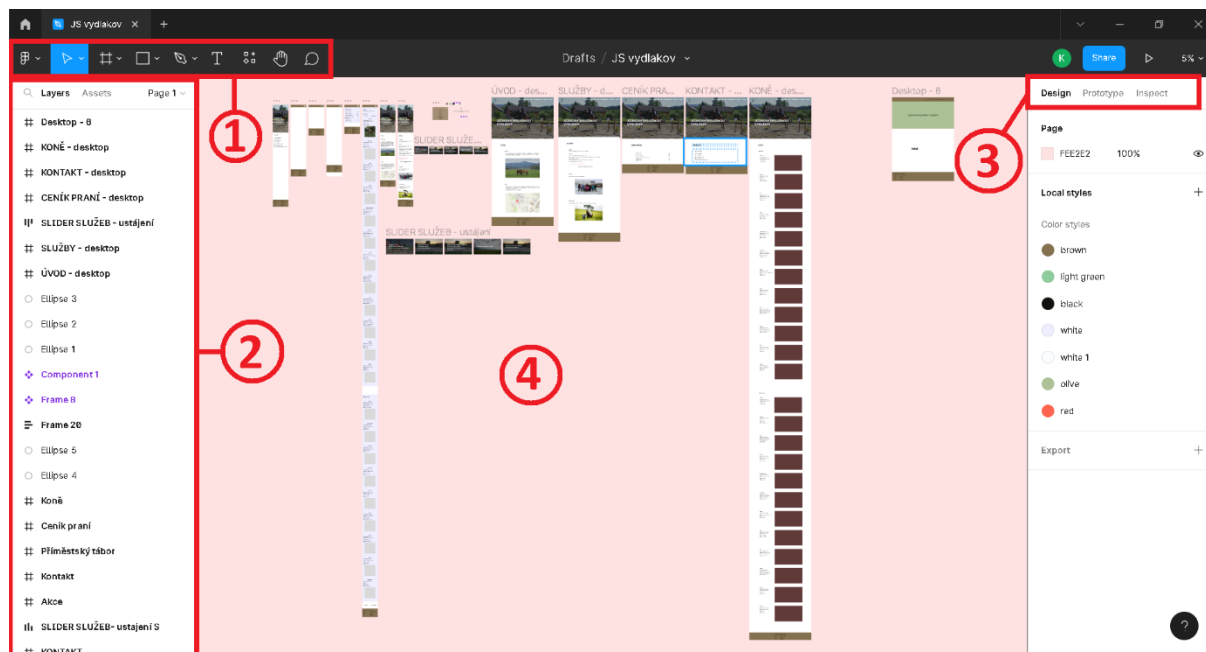 JS vydlakov
Drafts / JS vydlakov
K
Share
5%
Layers Assets Page 1
Desktop - 6
KONĚ - desktop
KONTAKT - desktop
CENÍK PRANÍ - desktop
SLIDER SLUŽEB - ustájení
SLUŽBY - desktop
ÚVOD - desktop
Ellipse 3
Ellipse 2
Ellipse 1
Component 1
Frame 8
Frame 20
Ellipse 5
Ellipse 4
Koně
Ceník praní
Příměstský tábor
Kontakt
Akce
SLIDER SLUŽEB- ustajení S
KONTAKT
1
2
3
4
ÚVOD - des...
SLUŽBY - d...
CENÍK PRA...
KONTAKT - ...
KONĚ - des...
Desktop - 6
SLIDER SLUŽE...
SLIDER SLUŽEB - ustájení
Design Prototype Inspect
Page
FEE2E2 100%
Local styles
Color styles
brown
light green
black
white
white 1
olive
red
Export
?